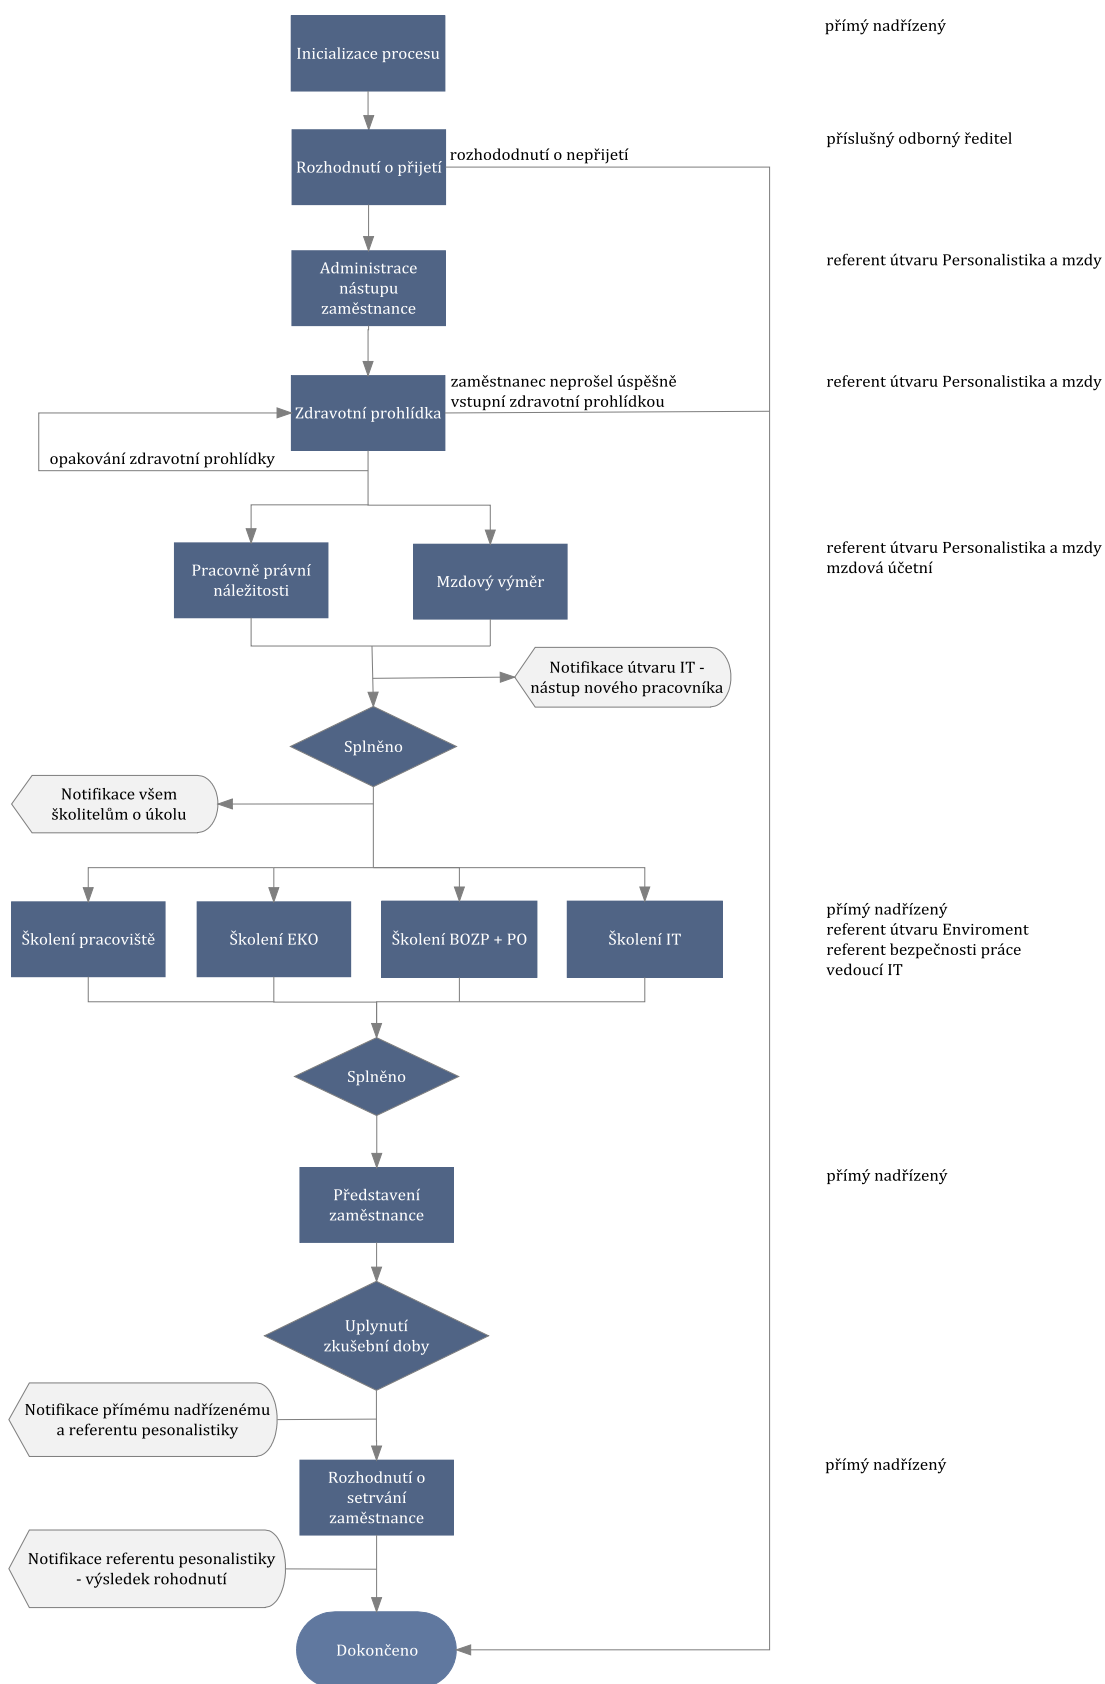 Inicializace procesu
přímý nadřízený
Rozhodnutí o přijetí
rozhododnutí o nepřijetí
příslušný odborný ředitel
Administrace
nástupu
zaměstnance
referent útvaru Personalistika a mzdy
Zdravotní prohlídka
zaměstnanec neprošel úspěšně
vstupní zdravotní prohlídkou
referent útvaru Personalistika a mzdy
opakování zdravotní prohlídky
Pracovně právní
náležitosti
Mzdový výměr
referent útvaru Personalistika a mzdy
mzdová účetní
Notifikace útvaru IT -
nástup nového pracovníka
Splněno
Notifikace všem
školitelům o úkolu
Školení pracoviště
Školení EKO
Školení BOZP + PO
Školení IT
přímý nadřízený
referent útvaru Enviroment
referent bezpečnosti práce
vedoucí IT
Splněno
Představení
zaměstnance
přímý nadřízený
Uplynutí
zkušební doby
Notifikace přímému nadřízenému
a referentu pesonalistiky
Rozhodnutí o
setrvání
zaměstnance
přímý nadřízený
Notifikace referentu pesonalistiky
- výsledek rohodnutí
Dokončeno